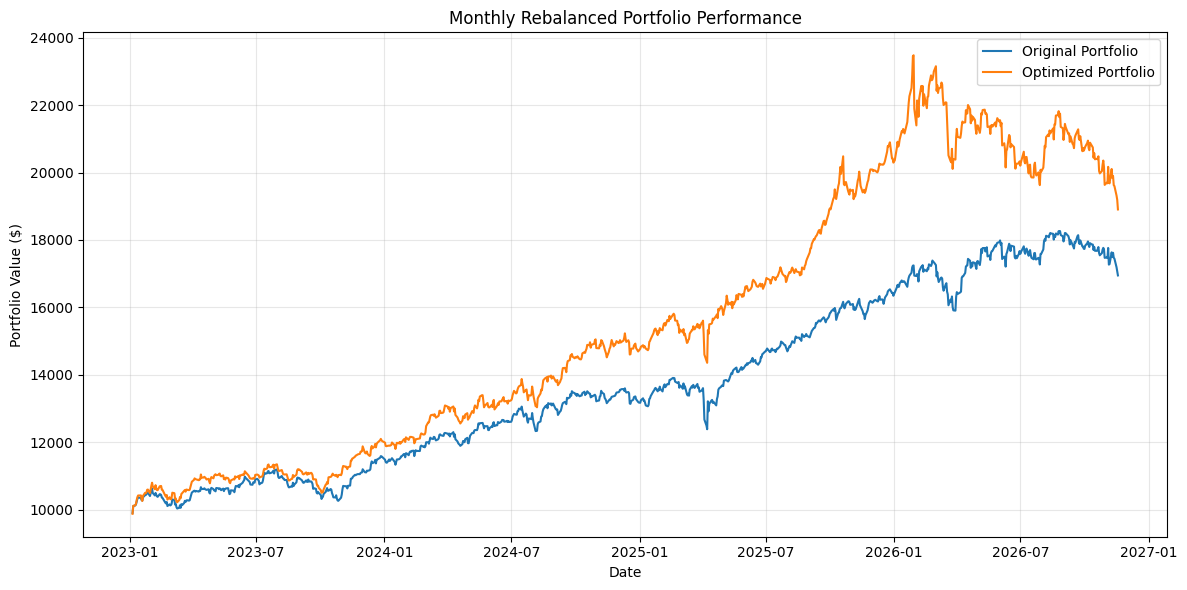 Monthly Rebalanced Portfolio Performance
Original Portfolio
Optimized Portfolio
Portfolio Value ($)
24000
22000
20000
18000
16000
14000
12000
10000
2023-01 2023-07 2024-01 2024-07 2025-01 2025-07 2026-01 2026-07 2027-01
Date